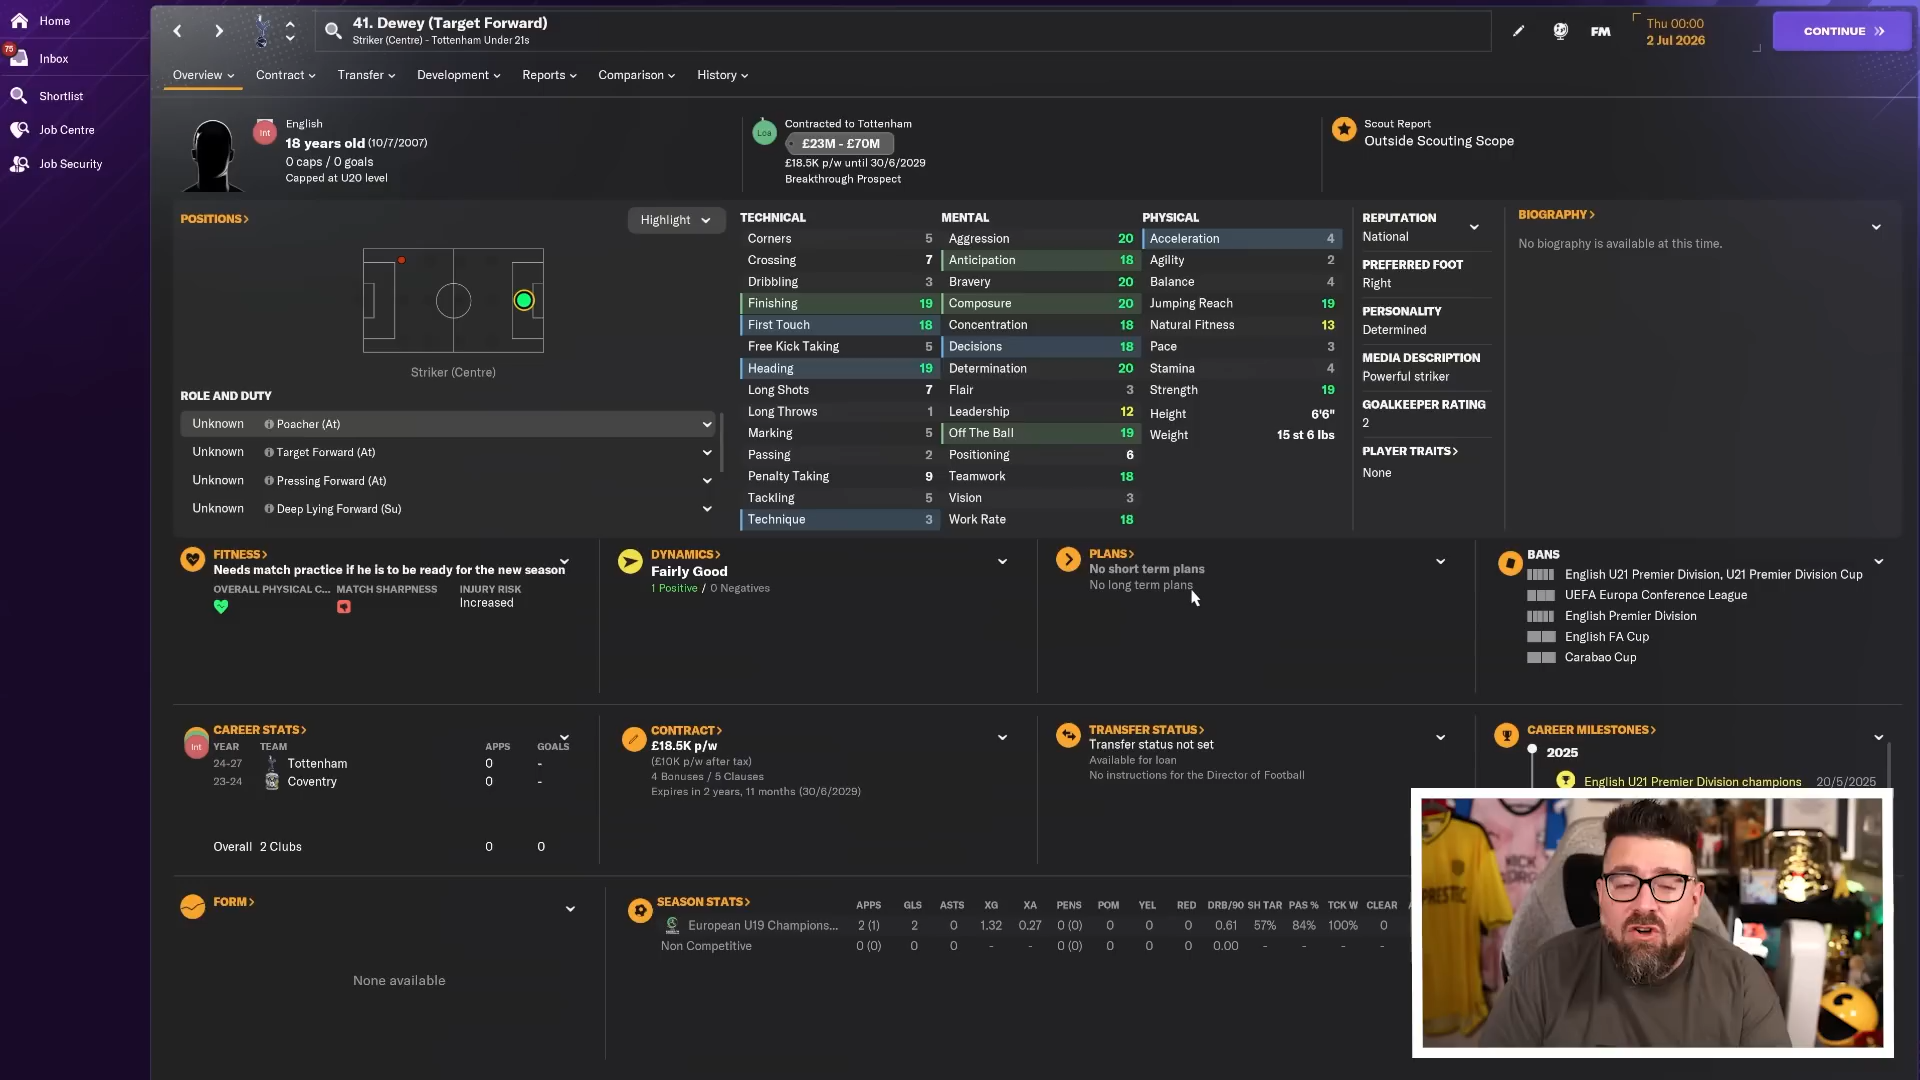 Home
75
Inbox
Shortlist
Job Centre
Job Security
41. Dewey (Target Forward)
Striker (Centre) - Tottenham Under 21s
FM
Thu 00:00
2 Jul 2026
CONTINUE
Overview
Contract
Transfer
Development
Reports
Comparison
History
Int
English
18 years old (10/7/2007)
0 caps / 0 goals
Capped at U20 level
Loa
Contracted to Tottenham
£23M - £70M
£18.5K p/w until 30/6/2029
Breakthrough Prospect
Scout Report
Outside Scouting Scope
POSITIONS>
Highlight
Striker (Centre)
ROLE AND DUTY
Unknown Poacher (At)
Unknown Target Forward (At)
Unknown Pressing Forward (At)
Unknown Deep Lying Forward (Su)
TECHNICAL
Corners 5
Crossing 7
Dribbling 3
Finishing 19
First Touch 18
Free Kick Taking 5
Heading 19
Long Shots 7
Long Throws 1
Marking 5
Passing 2
Penalty Taking 9
Tackling 5
Technique 3
MENTAL
Aggression 20
Anticipation 18
Bravery 20
Composure 20
Concentration 18
Decisions 18
Determination 20
Flair 3
Leadership 12
Off The Ball 19
Positioning 6
Teamwork 18
Vision 3
Work Rate 18
PHYSICAL
Acceleration 4
Agility 2
Balance 4
Jumping Reach 19
Natural Fitness 13
Pace 3
Stamina 4
Strength 19
Height 6'6"
Weight 15 st 6 lbs
REPUTATION
National
PREFERRED FOOT
Right
PERSONALITY
Determined
MEDIA DESCRIPTION
Powerful striker
GOALKEEPER RATING
2
PLAYER TRAITS>
None
BIOGRAPHY>
No biography is available at this time.
FITNESS>
Needs match practice if he is to be ready for the new season
OVERALL PHYSICAL C... MATCH SHARPNESS INJURY RISK
Increased
DYNAMICS>
Fairly Good
1 Positive / 0 Negatives
PLANS>
No short term plans
No long term plans
BANS
English U21 Premier Division, U21 Premier Division Cup
UEFA Europa Conference League
English Premier Division
English FA Cup
Carabao Cup
CAREER STATS>
Int
YEAR TEAM APPS GOALS
24-27 Tottenham 0 -
23-24 Coventry 0 -
Overall 2 Clubs 0 0
CONTRACT>
£18.5K p/w
(£10K p/w after tax)
4 Bonuses / 5 Clauses
Expires in 2 years, 11 months (30/6/2029)
TRANSFER STATUS>
Transfer status not set
Available for loan
No instructions for the Director of Football
CAREER MILESTONES>
2025
English U21 Premier Division champions 20/5/2025
FORM>
None available
SEASON STATS>
APPS GLS ASTS XG XA PENS POM YEL RED DRB/90 SH TAR PAS % TCK W CLEAR
European U19 Champions... 2 (1) 2 0 1.32 0.27 0 (0) 0 0 0 0.61 57% 84% 100% 0
Non Competitive 0 (0) 0 0 - - 0 (0) 0 0 0 0.00 - - - -